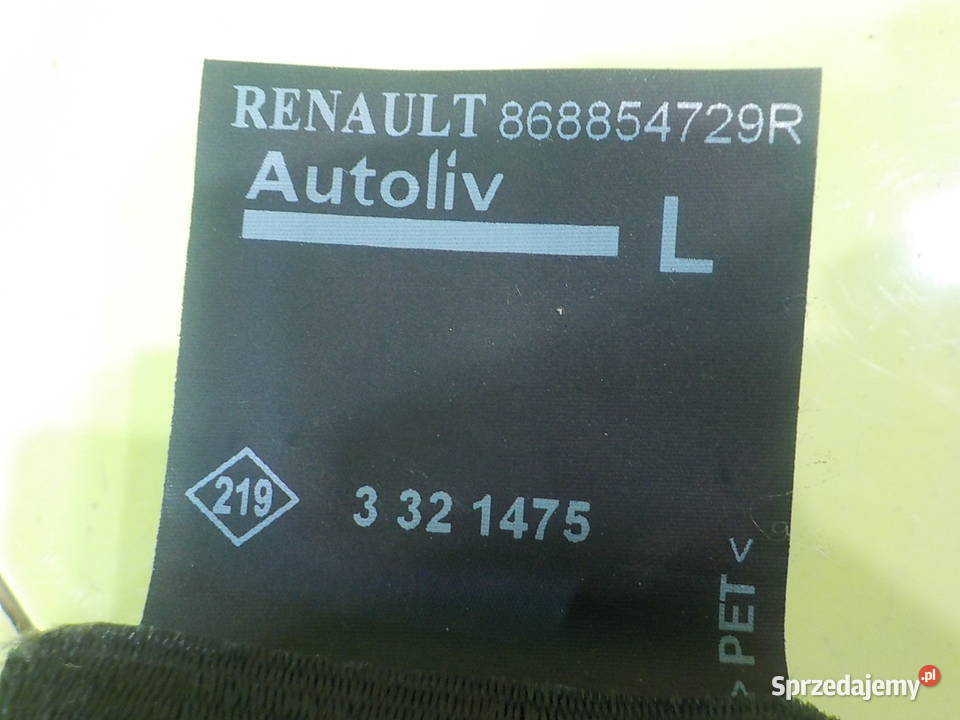 RENAULT 868854729R
Autoliv
L
219
3 32 1475
>PET<
Sprzedajemy.pl